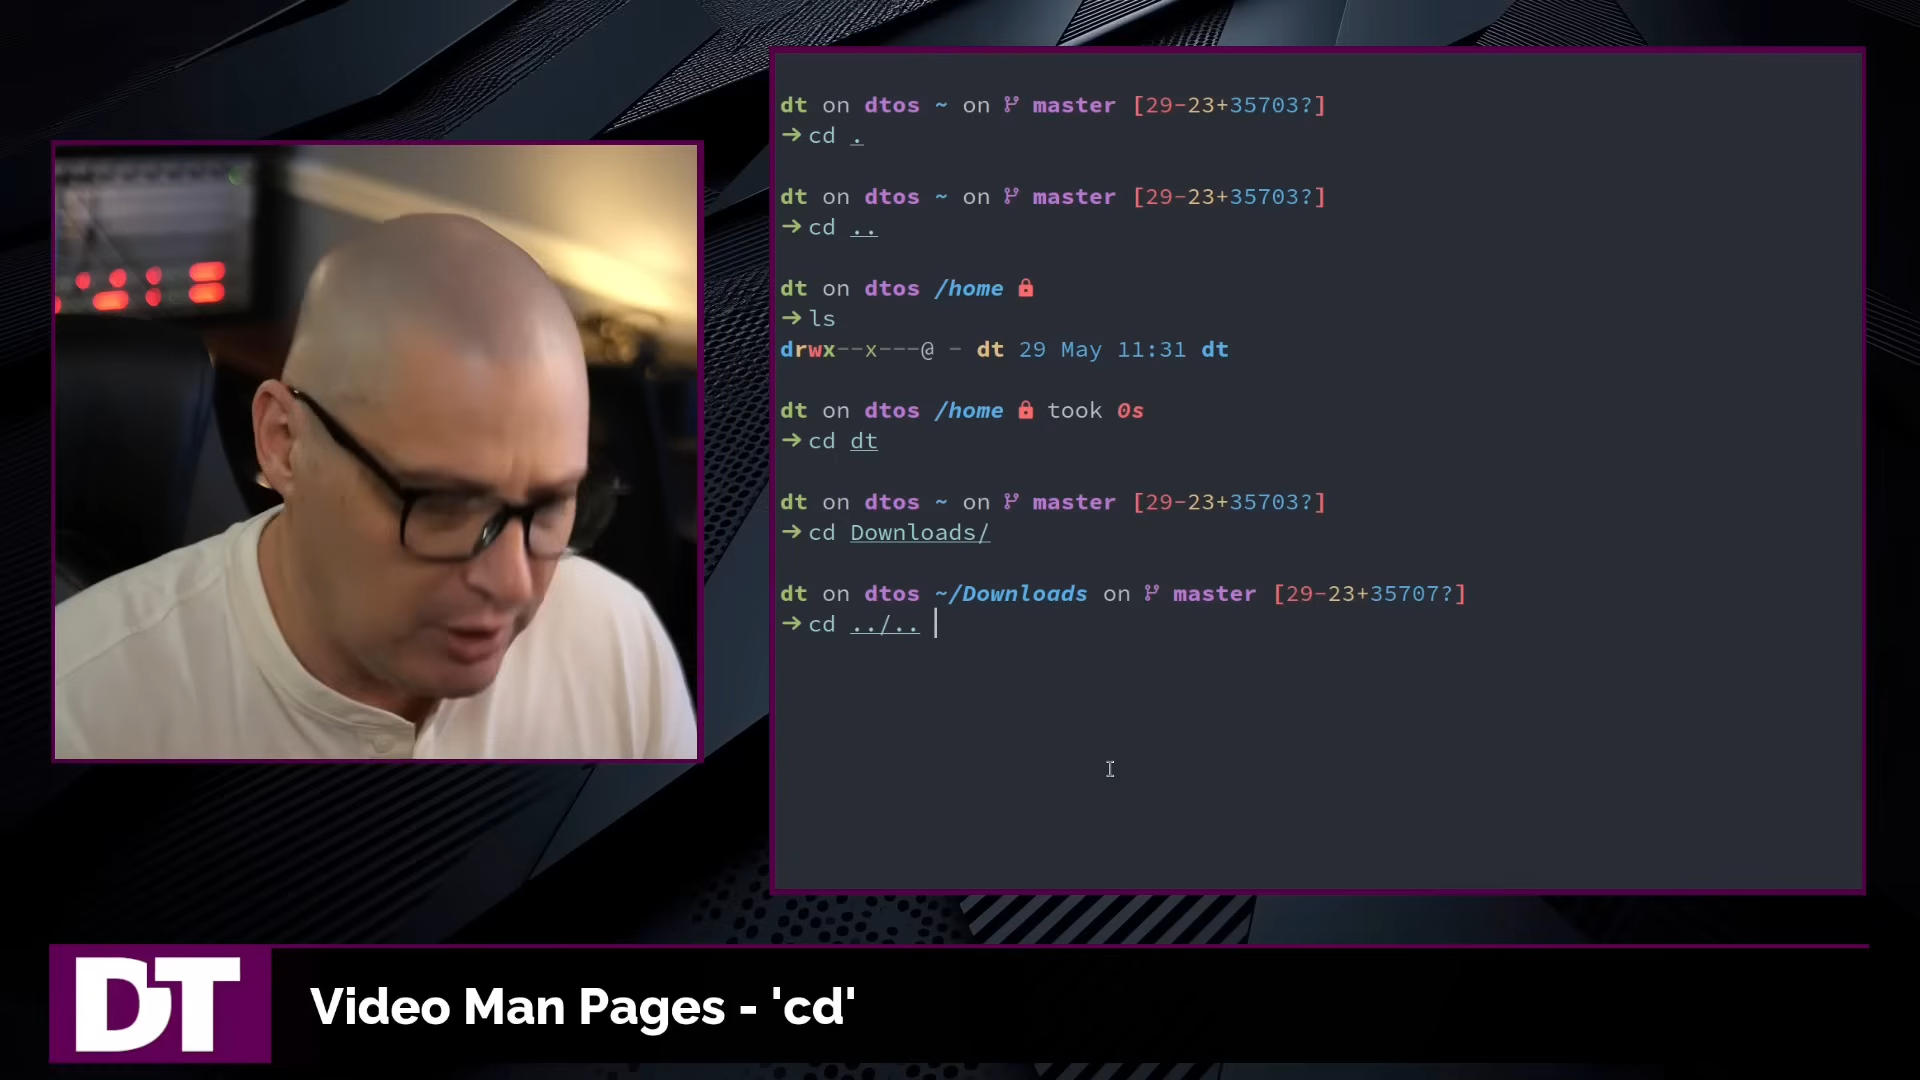 dt on dtos ~ on master [29-23+35703?]
→ cd .
dt on dtos ~ on master [29-23+35703?]
→ cd ..
dt on dtos /home
→ ls
drwx--x---@ - dt 29 May 11:31 dt
dt on dtos /home took 0s
→ cd dt
dt on dtos ~ on master [29-23+35703?]
→ cd Downloads/
dt on dtos ~/Downloads on master [29-23+35707?]
→ cd ../..
DT
Video Man Pages - 'cd'